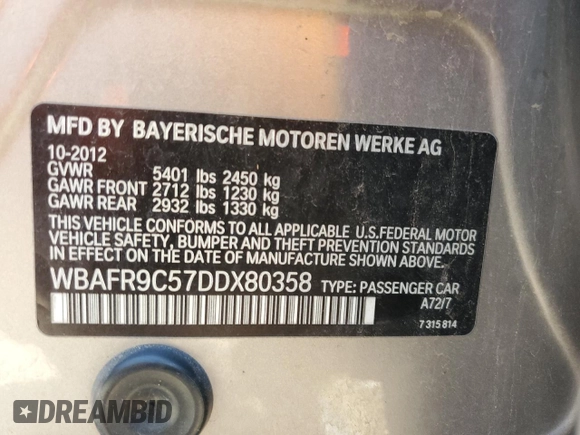 MFD BY BAYERISCHE MOTOREN WERKE AG
10-2012
GVWR 5401 lbs 2450 kg
GAWR FRONT 2712 lbs 1230 kg
GAWR REAR 2932 lbs 1330 kg
THIS VEHICLE CONFORMS TO ALL APPLICABLE U.S.FEDERAL MOTOR
VEHICLE SAFETY, BUMPER AND THEFT PREVENTION STANDARDS
IN EFFECT ON THE DATE OF MANUFACTURE SHOWN ABOVE.
WBAFR9C57DDX80358 TYPE: PASSENGER CAR
A72/7
7 315 814
DREAMBID